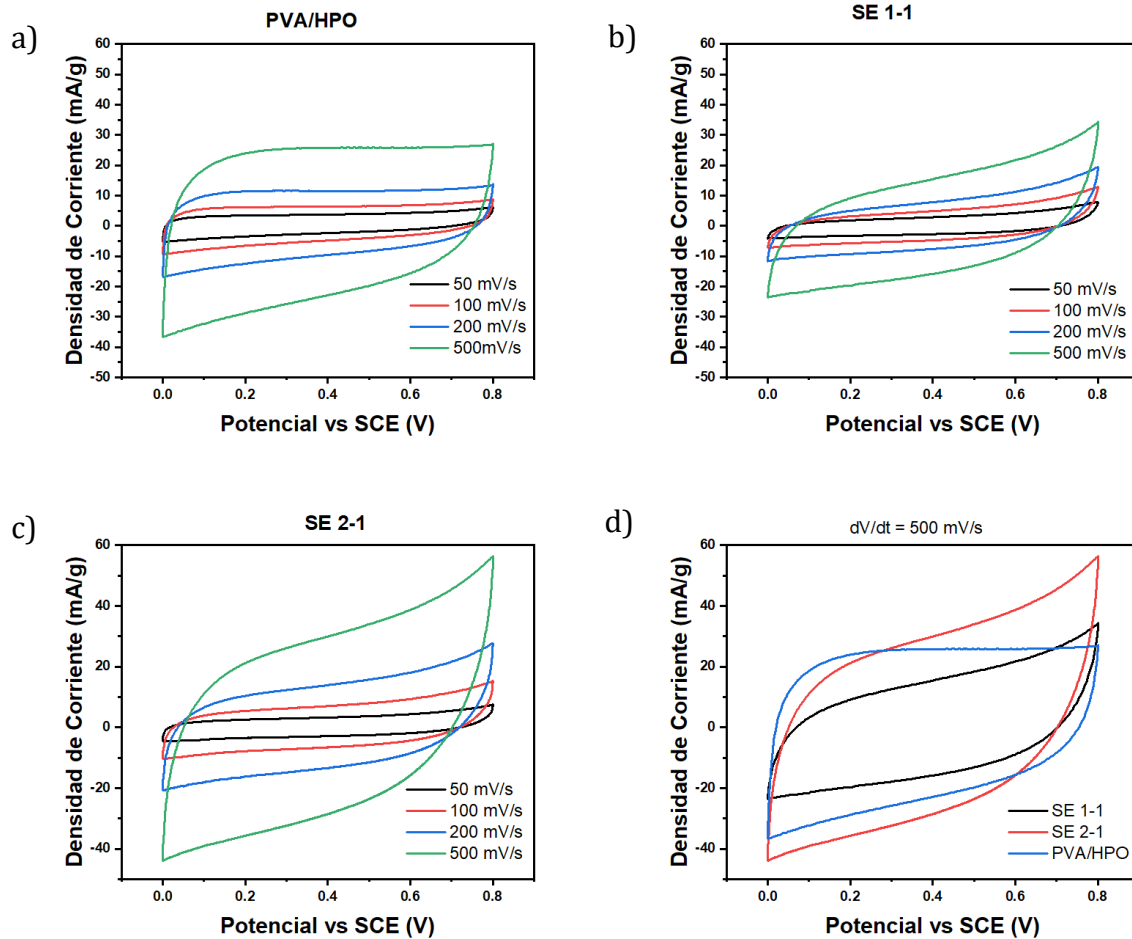 a)
PVA/HPO
Densidad de Corriente (mA/g)
60
50
40
30
20
10
0
-10
-20
-30
-40
-50
50 mV/s
100 mV/s
200 mV/s
500mV/s
0.0 0.2 0.4 0.6 0.8
Potencial vs SCE (V)
b)
SE 1-1
Densidad de Corriente (mA/g)
60
50
40
30
20
10
0
-10
-20
-30
-40
-50
50 mV/s
100 mV/s
200 mV/s
500 mV/s
0.0 0.2 0.4 0.6 0.8
Potencial vs SCE (V)
c)
SE 2-1
Densidad de Corriente (mA/g)
60
40
20
0
-20
-40
50 mV/s
100 mV/s
200 mV/s
500 mV/s
0.0 0.2 0.4 0.6 0.8
Potencial vs SCE (V)
d)
dV/dt = 500 mV/s
Densidad de Corriente (mA/g)
60
40
20
0
-20
-40
SE 1-1
SE 2-1
PVA/HPO
0.0 0.2 0.4 0.6 0.8
Potencial vs SCE (V)